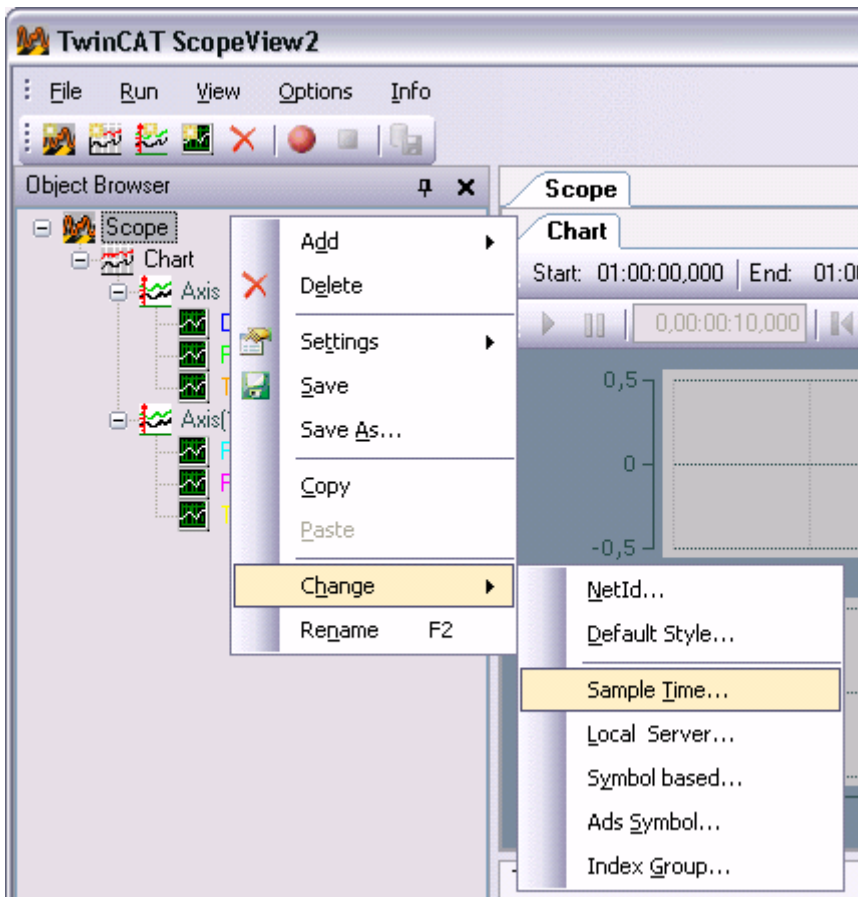 TwinCAT ScopeView2
File Run View Options Info
Object Browser
Scope
Chart
Axis
Axis(
Add
Delete
Settings
Save
Save As...
Copy
Paste
Change
Rename F2
Scope
Chart
Start: 01:00:00,000 End:
0,00:00:10,000
0,5
0
-0,5
NetId...
Default Style...
Sample Time...
Local Server...
Symbol based...
Ads Symbol...
Index Group...